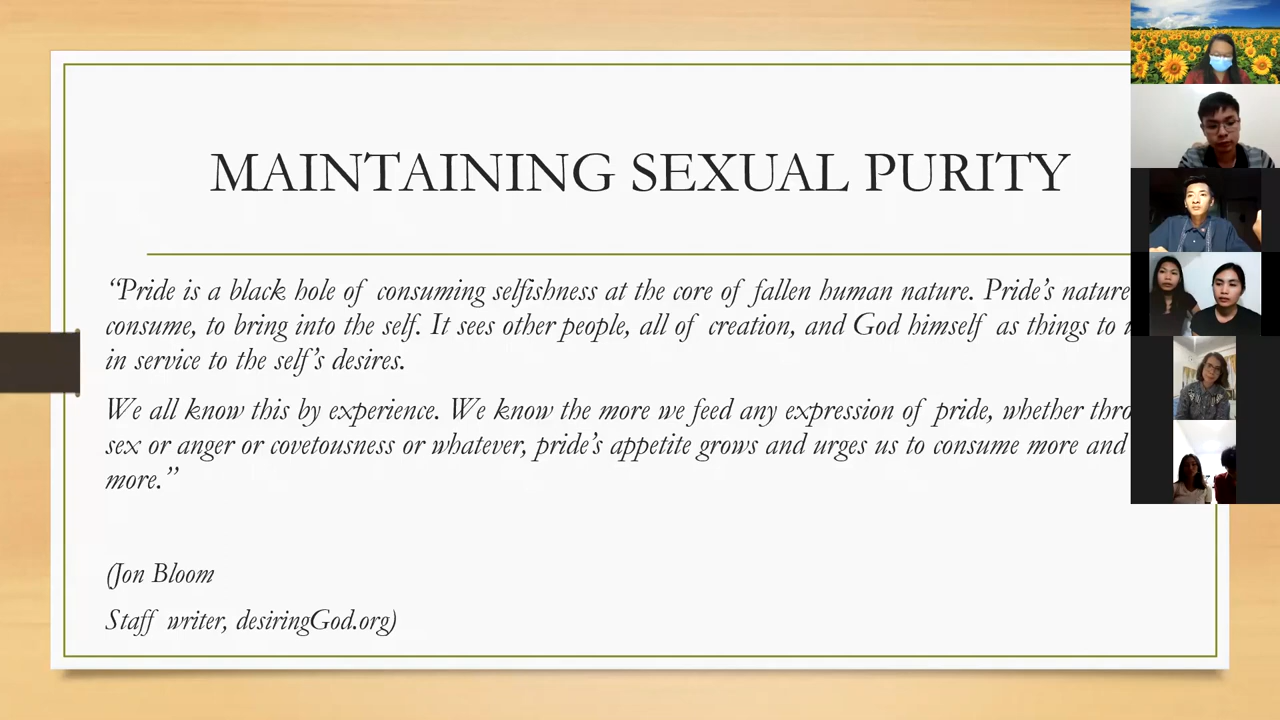 MAINTAINING SEXUAL PURITY
“Pride is a black hole of consuming selfishness at the core of fallen human nature. Pride’s nature
consume, to bring into the self. It sees other people, all of creation, and God himself as things to
in service to the self’s desires.
We all know this by experience. We know the more we feed any expression of pride, whether
sex or anger or covetousness or whatever, pride’s appetite grows and urges us to consume more and
more.”
(Jon Bloom
Staff writer, desiringGod.org)